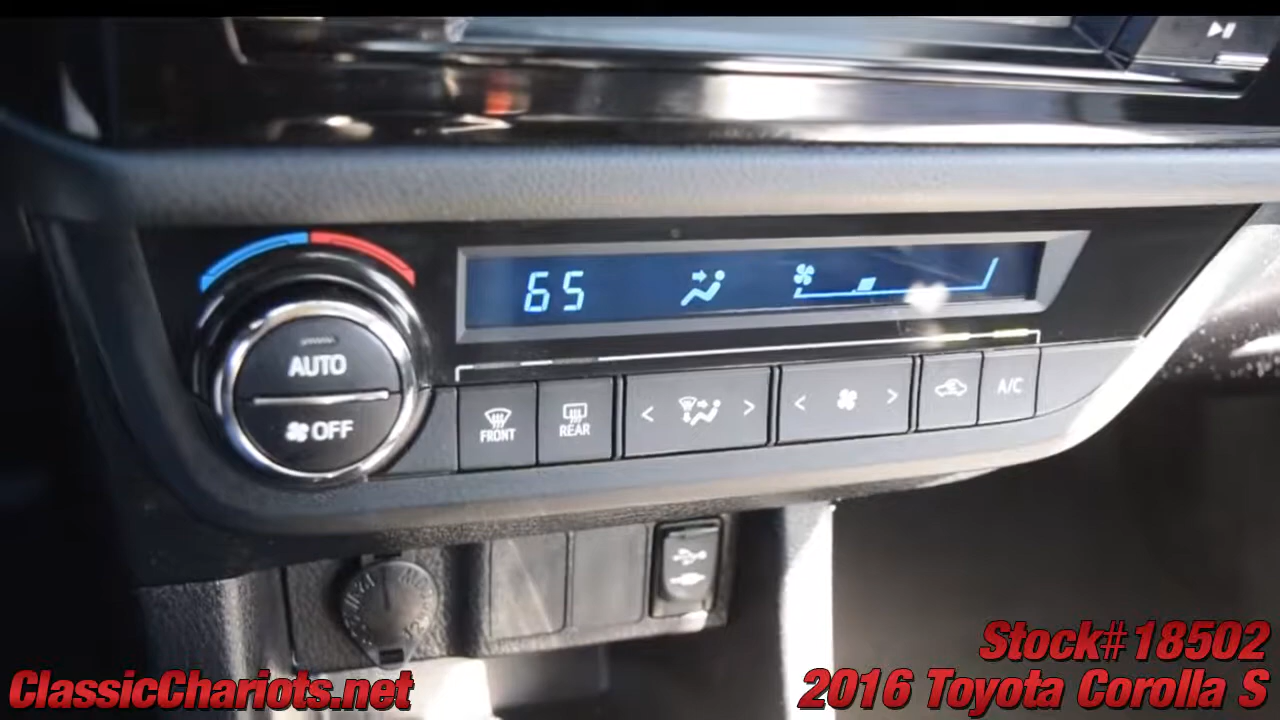 65
AUTO
OFF
FRONT
REAR
< >
< >
A/C
Stock#18502
ClassicChariots.net
2016 Toyota Corolla S